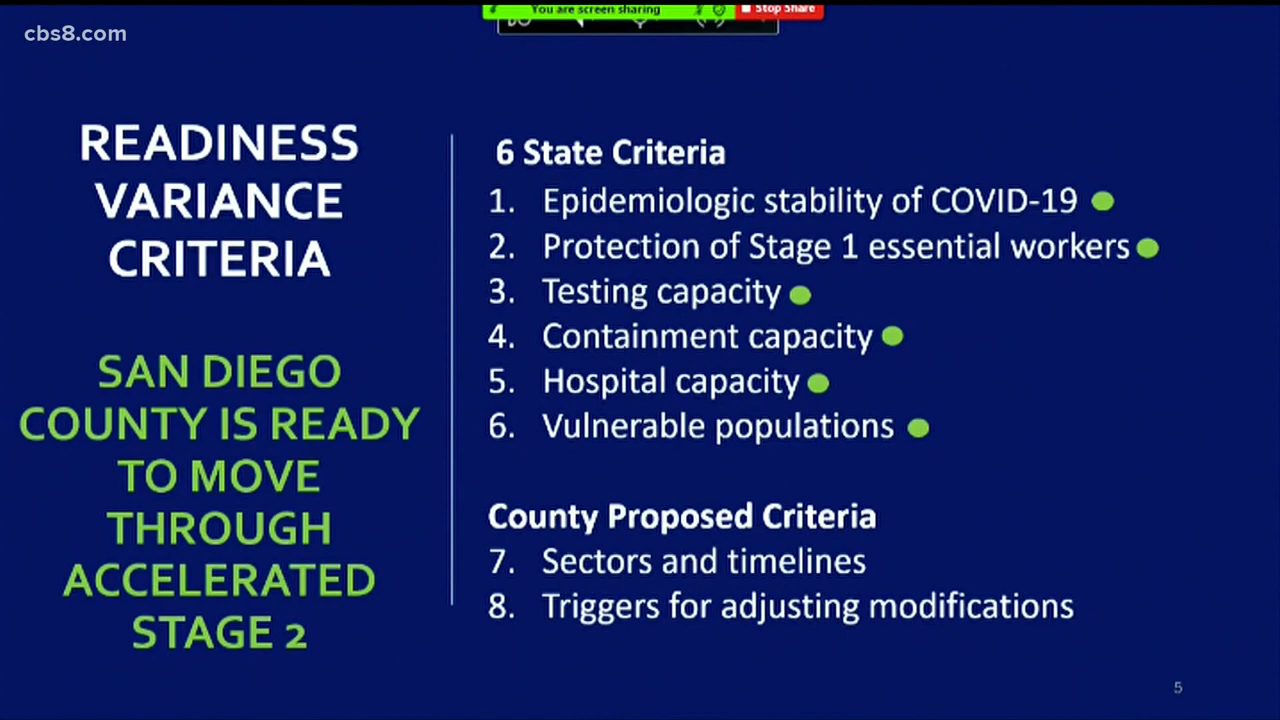 You are screen sharing
Stop Share
cbs8.com
READINESS
VARIANCE
CRITERIA
SAN DIEGO
COUNTY IS READY
TO MOVE
THROUGH
ACCELERATED
STAGE 2
6 State Criteria
1. Epidemiologic stability of COVID-19
2. Protection of Stage 1 essential workers
3. Testing capacity
4. Containment capacity
5. Hospital capacity
6. Vulnerable populations
County Proposed Criteria
7. Sectors and timelines
8. Triggers for adjusting modifications
5